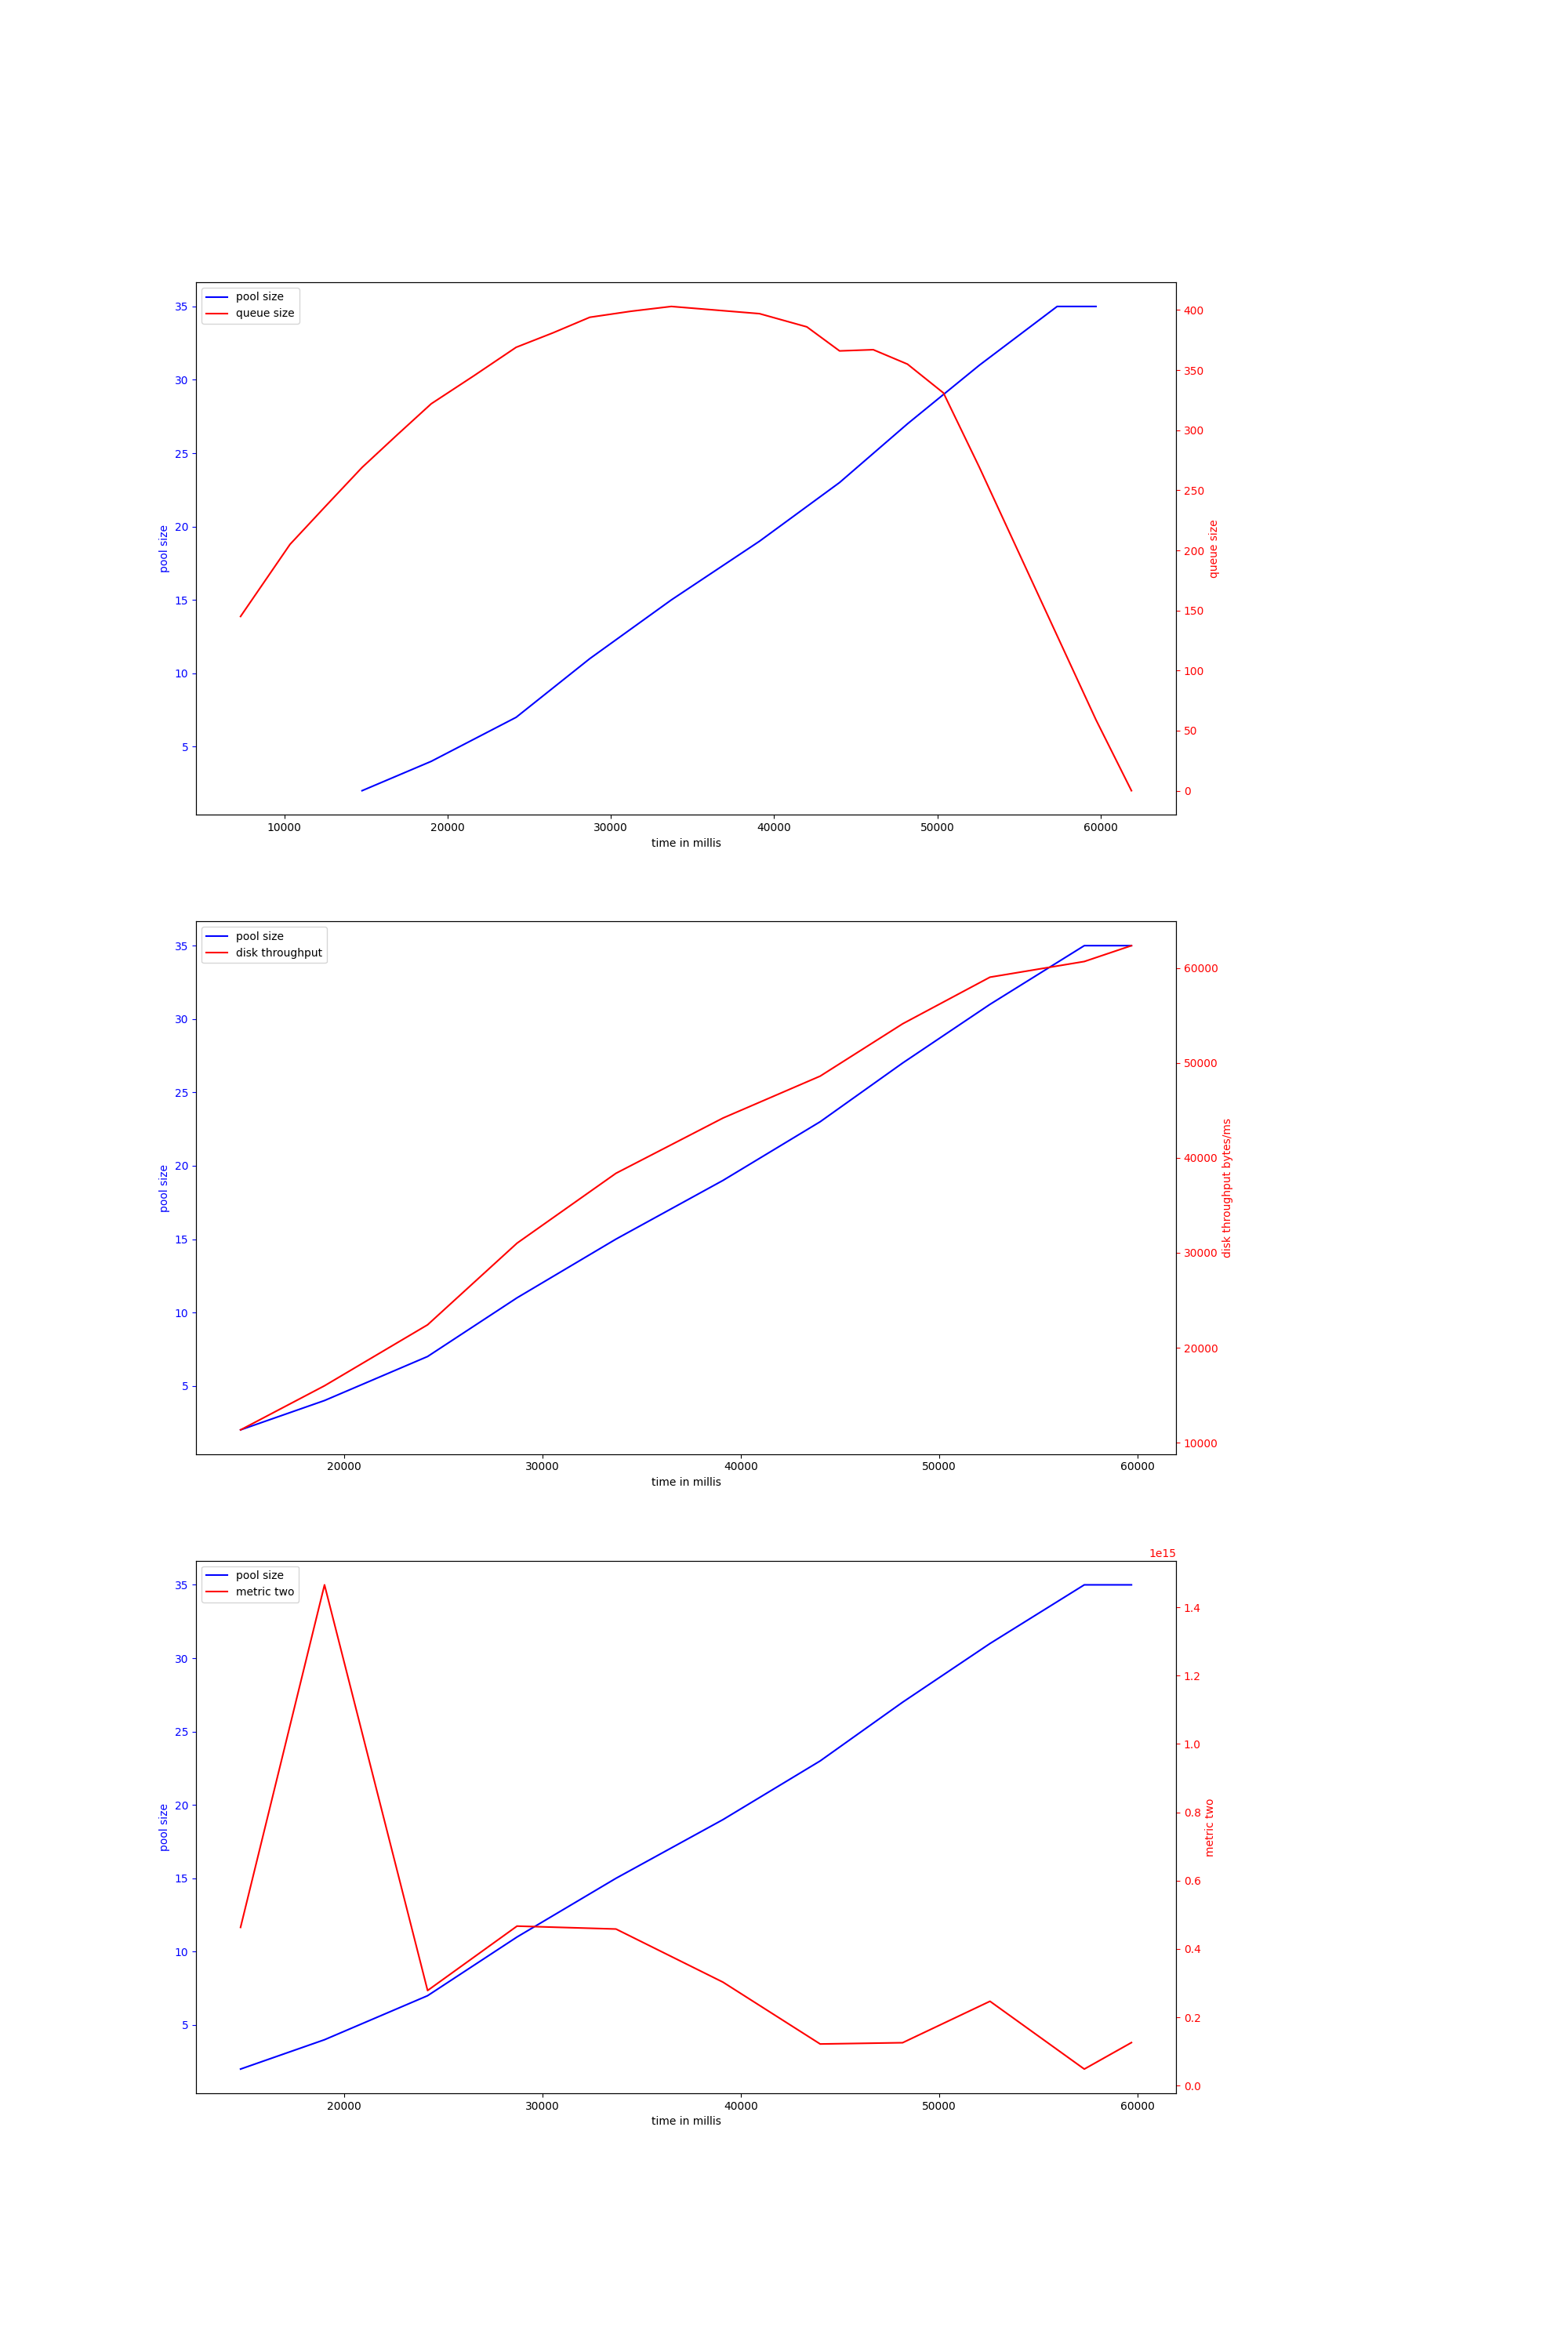 pool size
queue size
35
30
25
20
15
10
5
pool size
400
350
300
250
200
150
100
50
0
queue size
10000 20000 30000 40000 50000 60000
time in millis
pool size
disk throughput
35
30
25
20
15
10
5
pool size
60000
50000
40000
30000
20000
10000
disk throughput bytes/ms
20000 30000 40000 50000 60000
time in millis
1e15
pool size
metric two
35
30
25
20
15
10
5
pool size
1.4
1.2
1.0
0.8
0.6
0.4
0.2
0.0
metric two
20000 30000 40000 50000 60000
time in millis